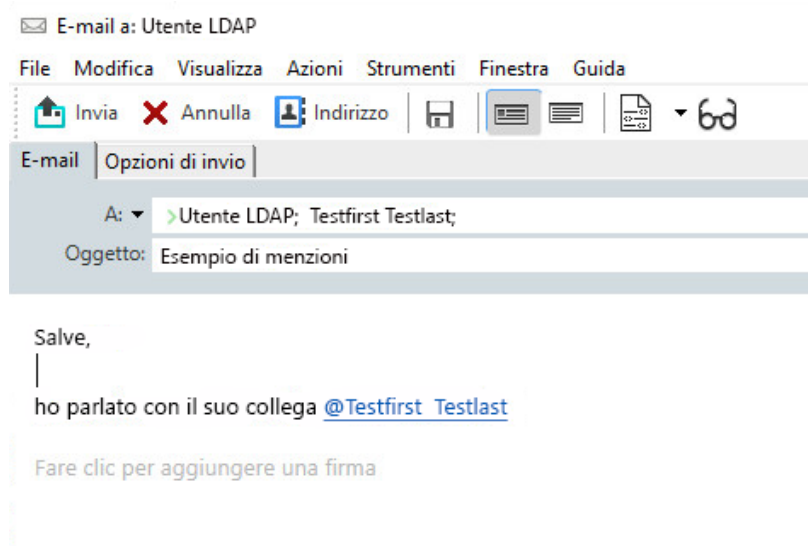 E-mail a: Utente LDAP
File Modifica Visualizza Azioni Strumenti Finestra Guida
Invia Annulla Indirizzo
E-mail Opzioni di invio
A: >Utente LDAP; Testfirst Testlast;
Oggetto: Esempio di menzioni
Salve,
ho parlato con il suo collega @Testfirst Testlast
Fare clic per aggiungere una firma